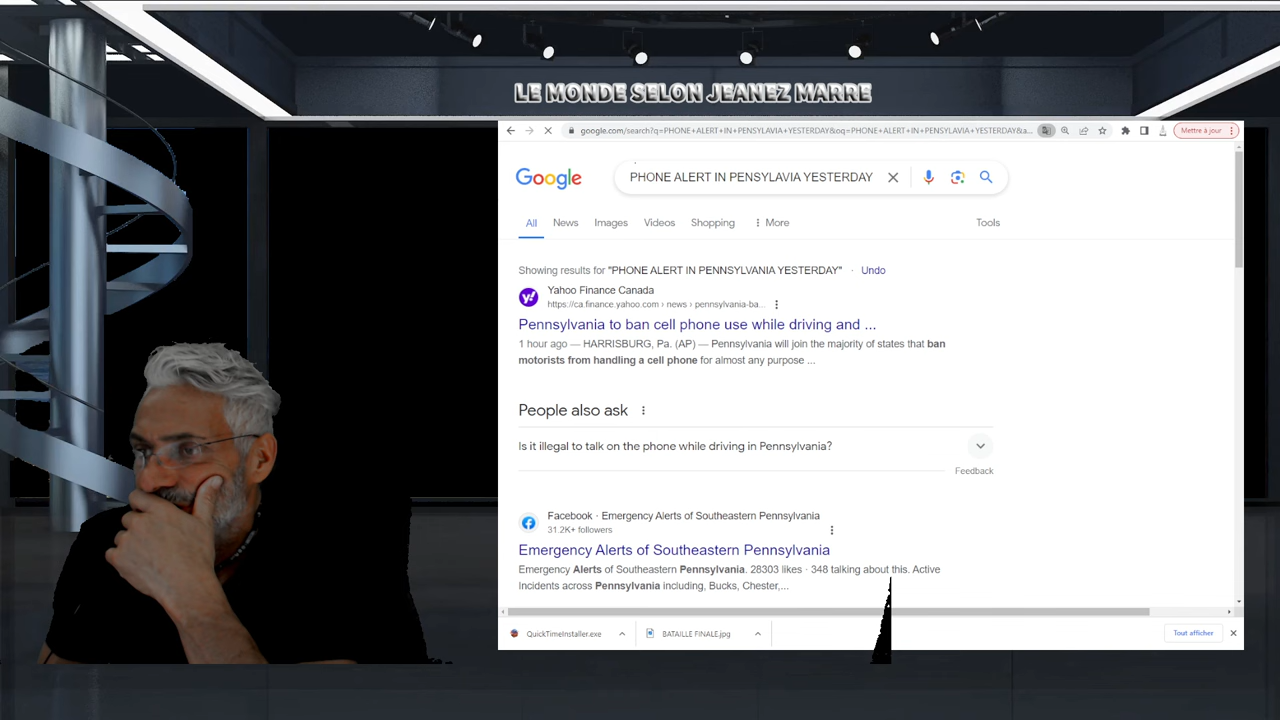 LE MONDE SELON JEANEZ MARRE
google.com/search?q=PHONE+ALERT+IN+PENSYLAVIA+YESTERDAY&oq=PHONE+ALERT+IN+PENSYLAVIA+YESTERDAY&a...
Mettre à jour
Google
PHONE ALERT IN PENSYLAVIA YESTERDAY
All News Images Videos Shopping More Tools
Showing results for "PHONE ALERT IN PENNSYLVANIA YESTERDAY" · Undo
y!
Yahoo Finance Canada
https://ca.finance.yahoo.com › news › pennsylvania-ba...
Pennsylvania to ban cell phone use while driving and ...
1 hour ago — HARRISBURG, Pa. (AP) — Pennsylvania will join the majority of states that ban
motorists from handling a cell phone for almost any purpose ...
People also ask
Is it illegal to talk on the phone while driving in Pennsylvania?
Feedback
Facebook · Emergency Alerts of Southeastern Pennsylvania
31.2K+ followers
Emergency Alerts of Southeastern Pennsylvania
Emergency Alerts of Southeastern Pennsylvania. 28303 likes · 348 talking about this. Active
Incidents across Pennsylvania including, Bucks, Chester,...
QuickTimeInstaller.exe
BATAILLE FINALE.jpg
Tout afficher